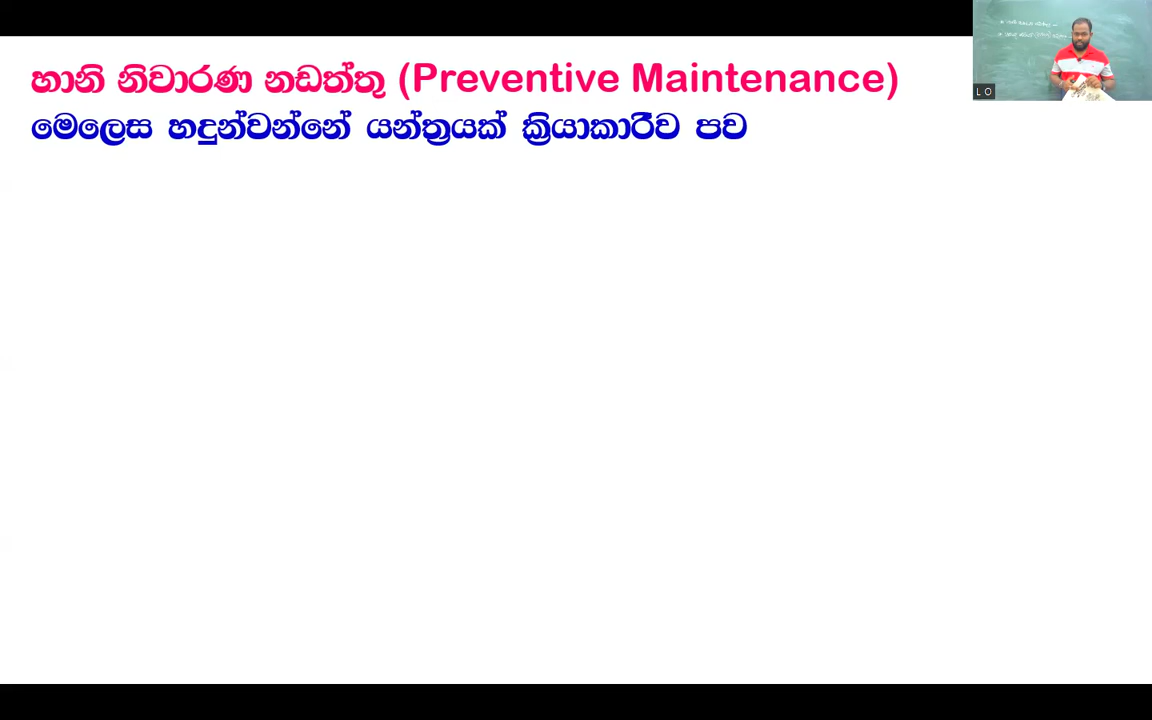 හානි නිවාරණ නඩත්තු (Preventive Maintenance)
මෙලෙස හඳුන්වන්නේ යන්ත්‍රයක් ක්‍රියාකාරීව පව
L O